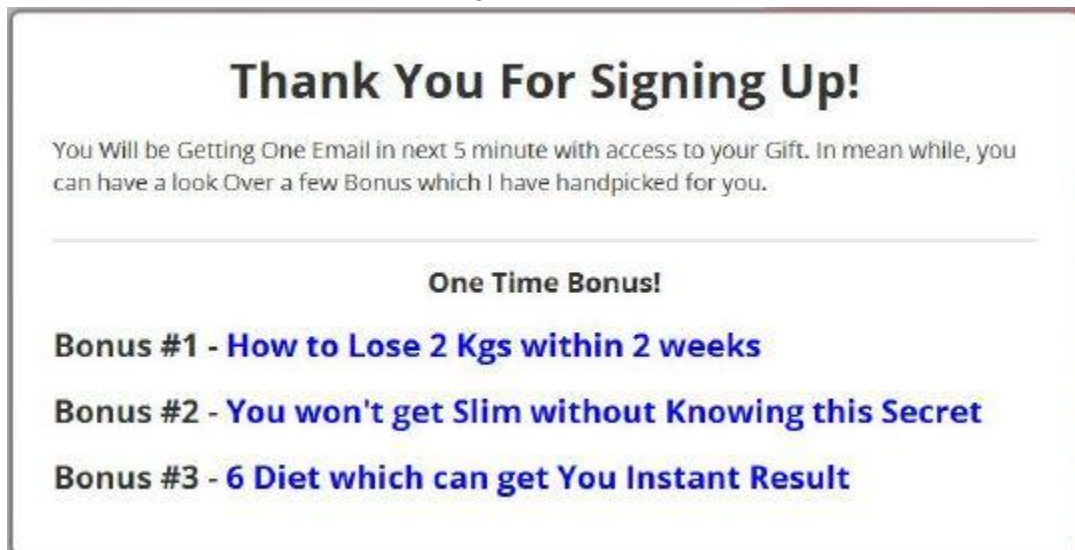 Thank You For Signing Up!
You Will be Getting One Email in next 5 minute with access to your Gift. In mean while, you
can have a look Over a few Bonus which I have handpicked for you.
One Time Bonus!
Bonus #1 - How to Lose 2 Kgs within 2 weeks
Bonus #2 - You won't get Slim without Knowing this Secret
Bonus #3 - 6 Diet which can get You Instant Result